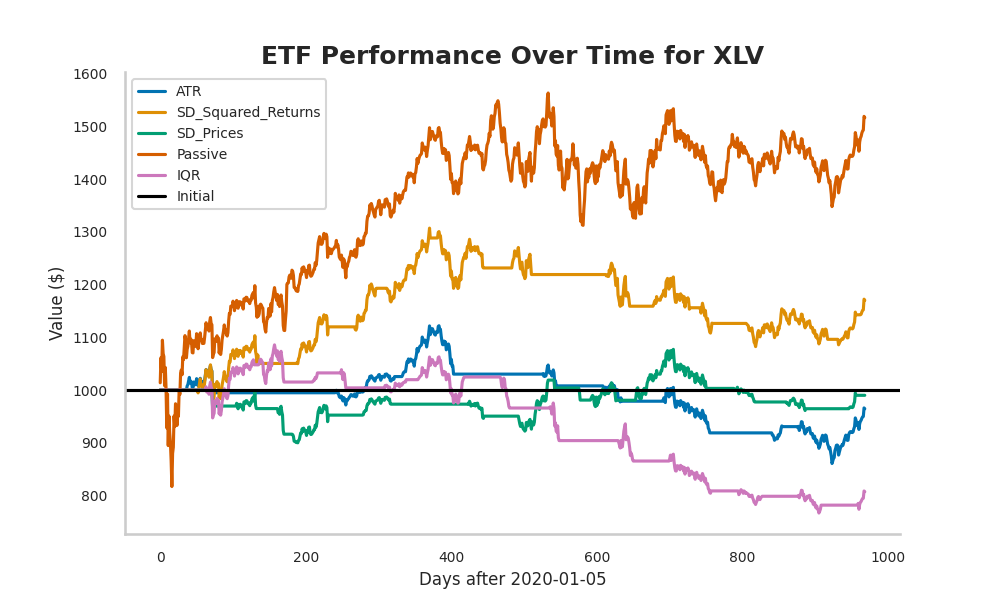 ETF Performance Over Time for XLV
ATR
SD_Squared_Returns
SD_Prices
Passive
IQR
Initial
Value ($)
1600
1500
1400
1300
1200
1100
1000
900
800
0 200 400 600 800 1000
Days after 2020-01-05